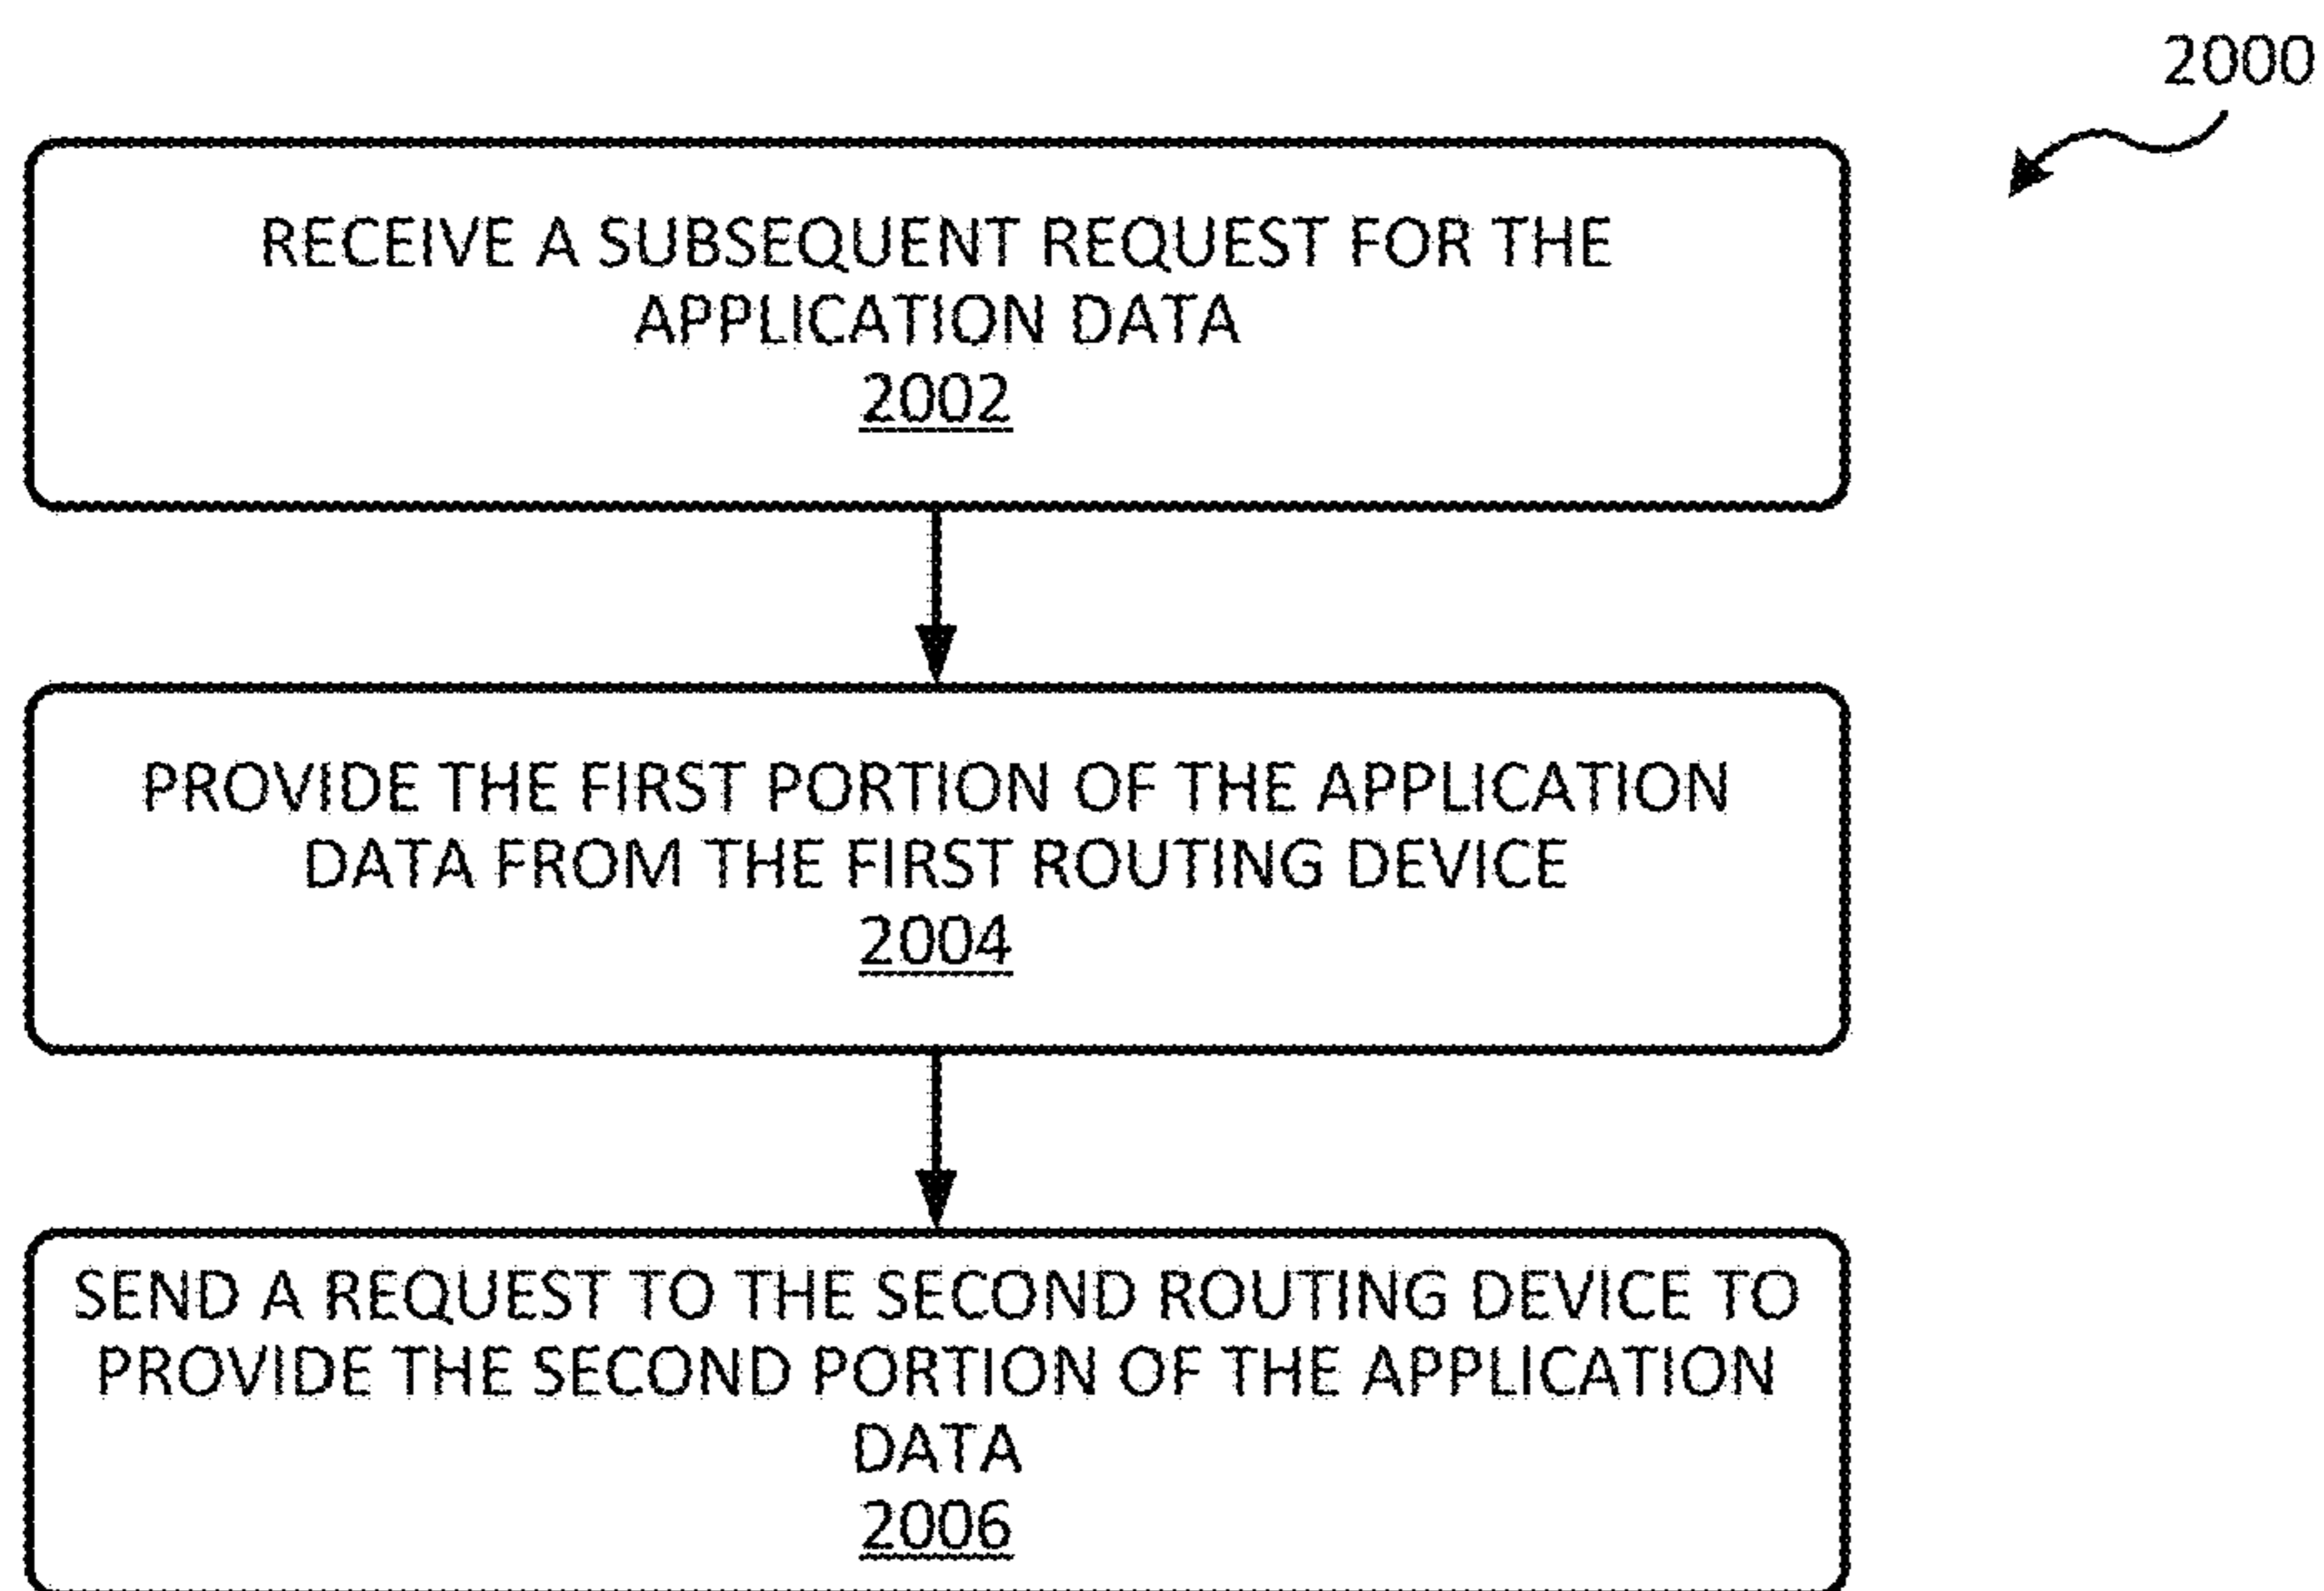 2000
RECEIVE A SUBSEQUENT REQUEST FOR THE
APPLICATION DATA
2002
PROVIDE THE FIRST PORTION OF THE APPLICATION
DATA FROM THE FIRST ROUTING DEVICE
2004
SEND A REQUEST TO THE SECOND ROUTING DEVICE TO
PROVIDE THE SECOND PORTION OF THE APPLICATION
DATA
2006